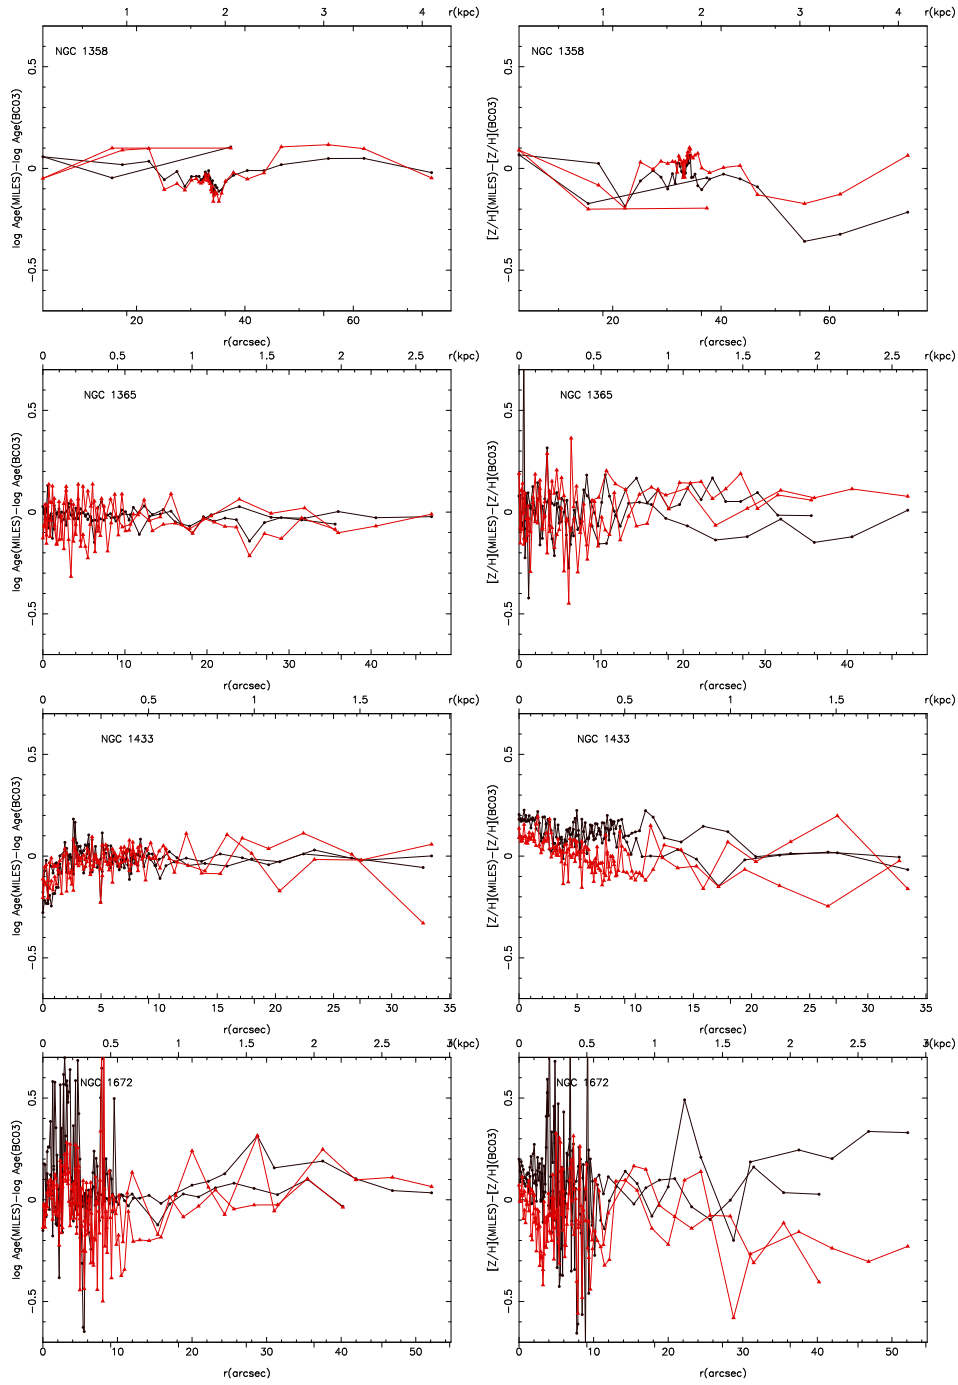 1 2 3 4 r(kpc)
1 2 3 4 r(kpc)
NGC 1358
NGC 1358
log Age(MILES)−log Age(BC03)
−0.5 0 0.5
[Z/H](MILES)−[Z/H](BC03)
−0.5 0 0.5
20 40 60
20 40 60
r(arcsec)
r(arcsec)
0 0.5 1 1.5 2 2.5 r(kpc)
0 0.5 1 1.5 2 2.5 r(kpc)
NGC 1365
NGC 1365
log Age(MILES)−log Age(BC03)
−0.5 0 0.5
[Z/H](MILES)−[Z/H](BC03)
−0.5 0 0.5
0 10 20 30 40
0 10 20 30 40
r(arcsec)
r(arcsec)
0 0.5 1 1.5 r(kpc)
0 0.5 1 1.5 r(kpc)
NGC 1433
NGC 1433
log Age(MILES)−log Age(BC03)
−0.5 0 0.5
[Z/H](MILES)−[Z/H](BC03)
−0.5 0 0.5
0 5 10 15 20 25 30 35
0 5 10 15 20 25 30 35
r(arcsec)
r(arcsec)
0 0.5 1 1.5 2 2.5 3 r(kpc)
0 0.5 1 1.5 2 2.5 3 r(kpc)
NGC 1672
NGC 1672
log Age(MILES)−log Age(BC03)
−0.5 0 0.5
[Z/H](MILES)−[Z/H](BC03)
−0.5 0 0.5
0 10 20 30 40 50
0 10 20 30 40 50
r(arcsec)
r(arcsec)